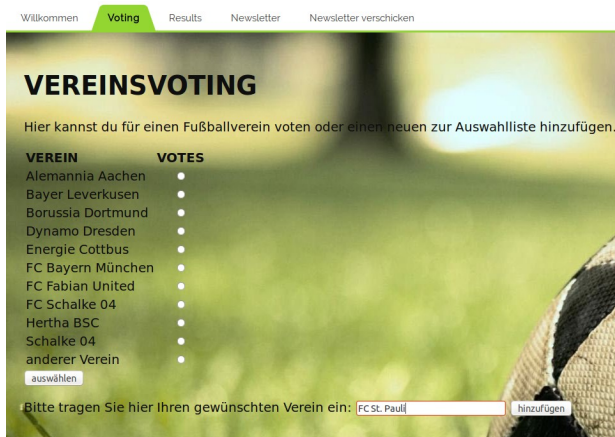 Willkommen Voting Results Newsletter Newsletter verschicken
VEREINSVOTING
Hier kannst du für einen Fußballverein voten oder einen neuen zur Auswahlliste hinzufügen.
VEREIN VOTES
Alemannia Aachen
Bayer Leverkusen
Borussia Dortmund
Dynamo Dresden
Energie Cottbus
FC Bayern München
FC Fabian United
FC Schalke 04
Hertha BSC
Schalke 04
anderer Verein
auswählen
Bitte tragen Sie hier Ihren gewünschten Verein ein: FC St. Pauli hinzufügen